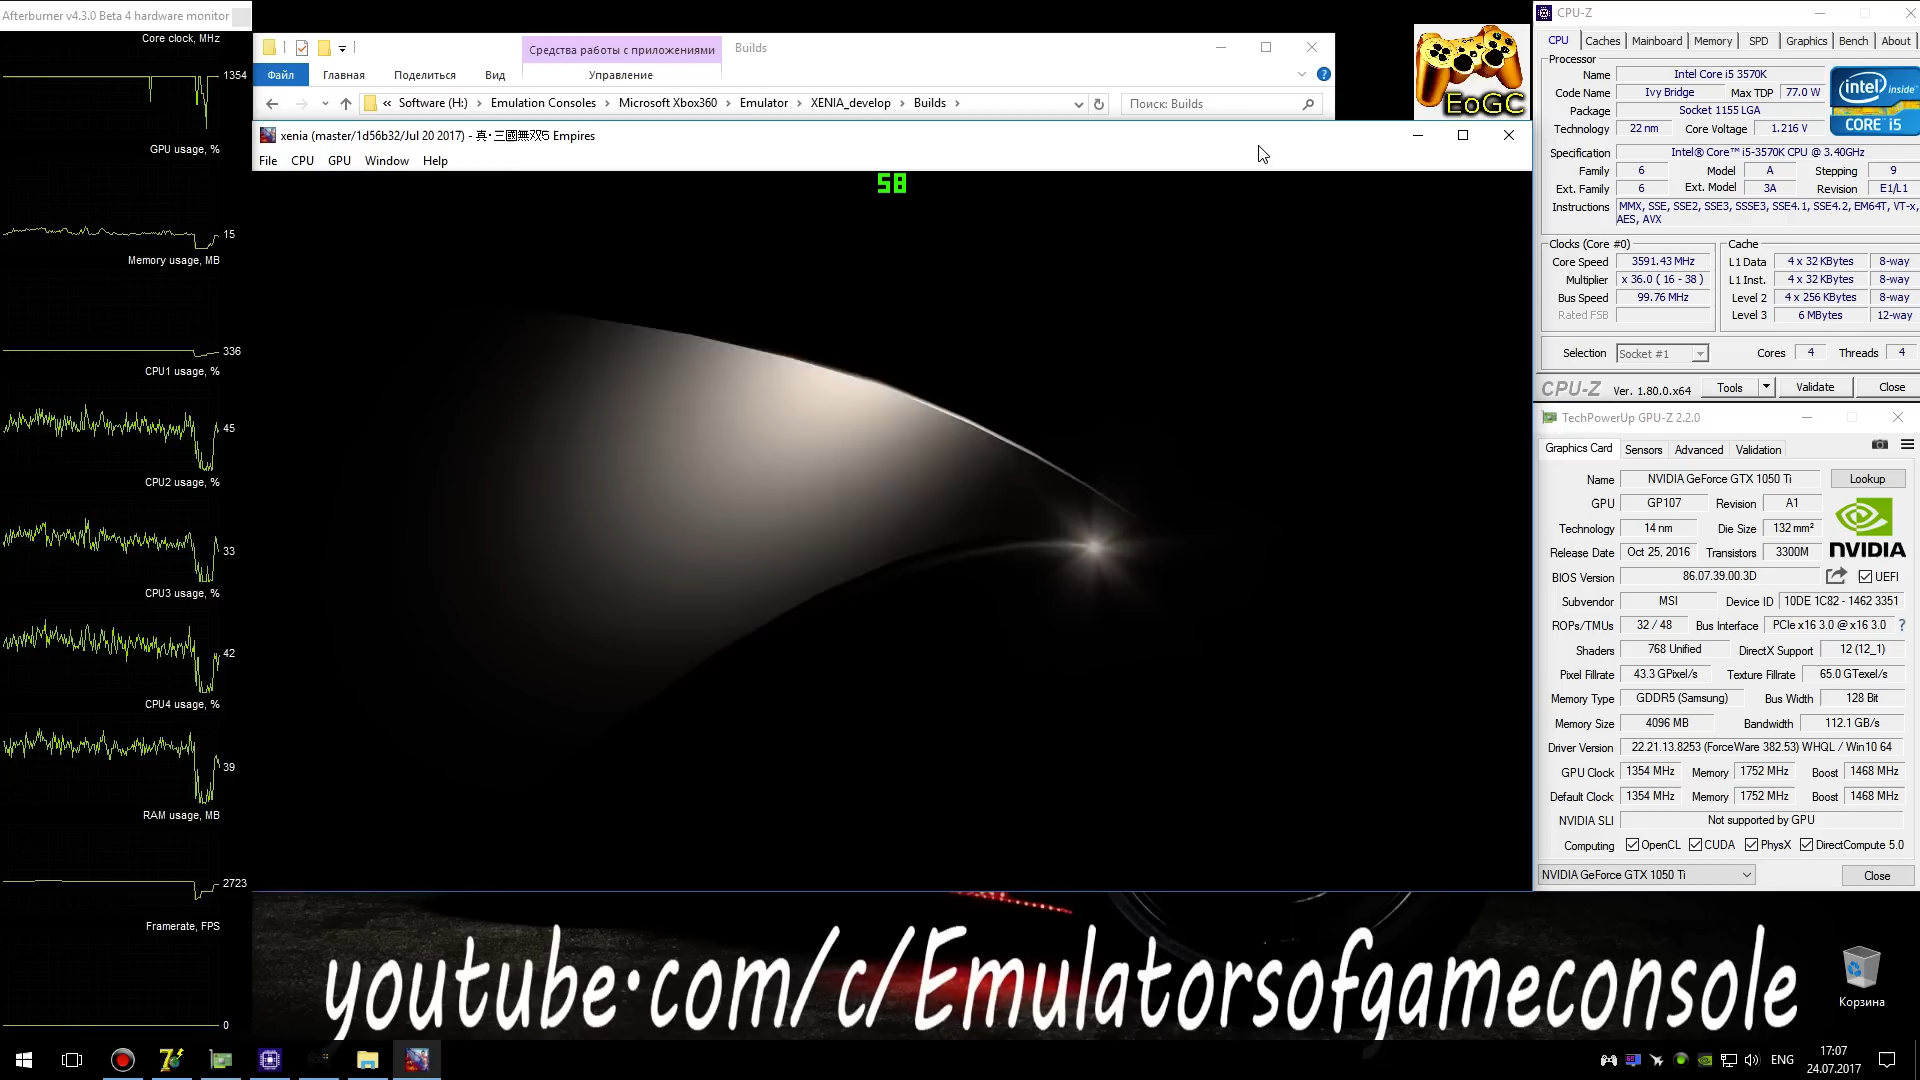 Afterburner v4.3.0 Beta 4 hardware monitor
Core clock, MHz
1354
GPU usage, %
15
Memory usage, MB
336
CPU1 usage, %
45
CPU2 usage, %
33
CPU3 usage, %
42
CPU4 usage, %
39
RAM usage, MB
2723
Framerate, FPS
0
Средства работы с приложениями
Builds
Файл Главная Поделиться Вид Управление
« Software (H:) Emulation Consoles Microsoft Xbox360 Emulator XENIA_develop Builds
Поиск: Builds
EoGC
xenia (master/1d56b32/Jul 20 2017) - 真・三國無双5 Empires
File CPU GPU Window Help
58
CPU-Z
CPU Caches Mainboard Memory SPD Graphics Bench About
Processor
Name Intel Core i5 3570K
Code Name Ivy Bridge Max TDP 77.0 W
Package Socket 1155 LGA
Technology 22 nm Core Voltage 1.216 V
intel inside™
CORE i5
Specification Intel® Core™ i5-3570K CPU @ 3.40GHz
Family 6 Model A Stepping 9
Ext. Family 6 Ext. Model 3A Revision E1/L1
Instructions MMX, SSE, SSE2, SSE3, SSSE3, SSE4.1, SSE4.2, EM64T, VT-x,
AES, AVX
Clocks (Core #0) Cache
Core Speed 3591.43 MHz L1 Data 4 x 32 KBytes 8-way
Multiplier x 36.0 ( 16 - 38 ) L1 Inst. 4 x 32 KBytes 8-way
Bus Speed 99.76 MHz Level 2 4 x 256 KBytes 8-way
Rated FSB Level 3 6 MBytes 12-way
Selection Socket #1 Cores 4 Threads 4
CPU-Z Ver. 1.80.0.x64 Tools Validate Close
TechPowerUp GPU-Z 2.2.0
Graphics Card Sensors Advanced Validation
Name NVIDIA GeForce GTX 1050 Ti Lookup
GPU GP107 Revision A1
Technology 14 nm Die Size 132 mm²
Release Date Oct 25, 2016 Transistors 3300M
NVIDIA
BIOS Version 86.07.39.00.3D UEFI
Subvendor MSI Device ID 10DE 1C82 - 1462 3351
ROPs/TMUs 32 / 48 Bus Interface PCIe x16 3.0 @ x16 3.0 ?
Shaders 768 Unified DirectX Support 12 (12_1)
Pixel Fillrate 43.3 GPixel/s Texture Fillrate 65.0 GTexel/s
Memory Type GDDR5 (Samsung) Bus Width 128 Bit
Memory Size 4096 MB Bandwidth 112.1 GB/s
Driver Version 22.21.13.8253 (ForceWare 382.53) WHQL / Win10 64
GPU Clock 1354 MHz Memory 1752 MHz Boost 1468 MHz
Default Clock 1354 MHz Memory 1752 MHz Boost 1468 MHz
NVIDIA SLI Not supported by GPU
Computing OpenCL CUDA PhysX DirectCompute 5.0
NVIDIA GeForce GTX 1050 Ti Close
youtube.com/c/Emulatorsofgameconsole
Корзина
ENG
17:07
24.07.2017